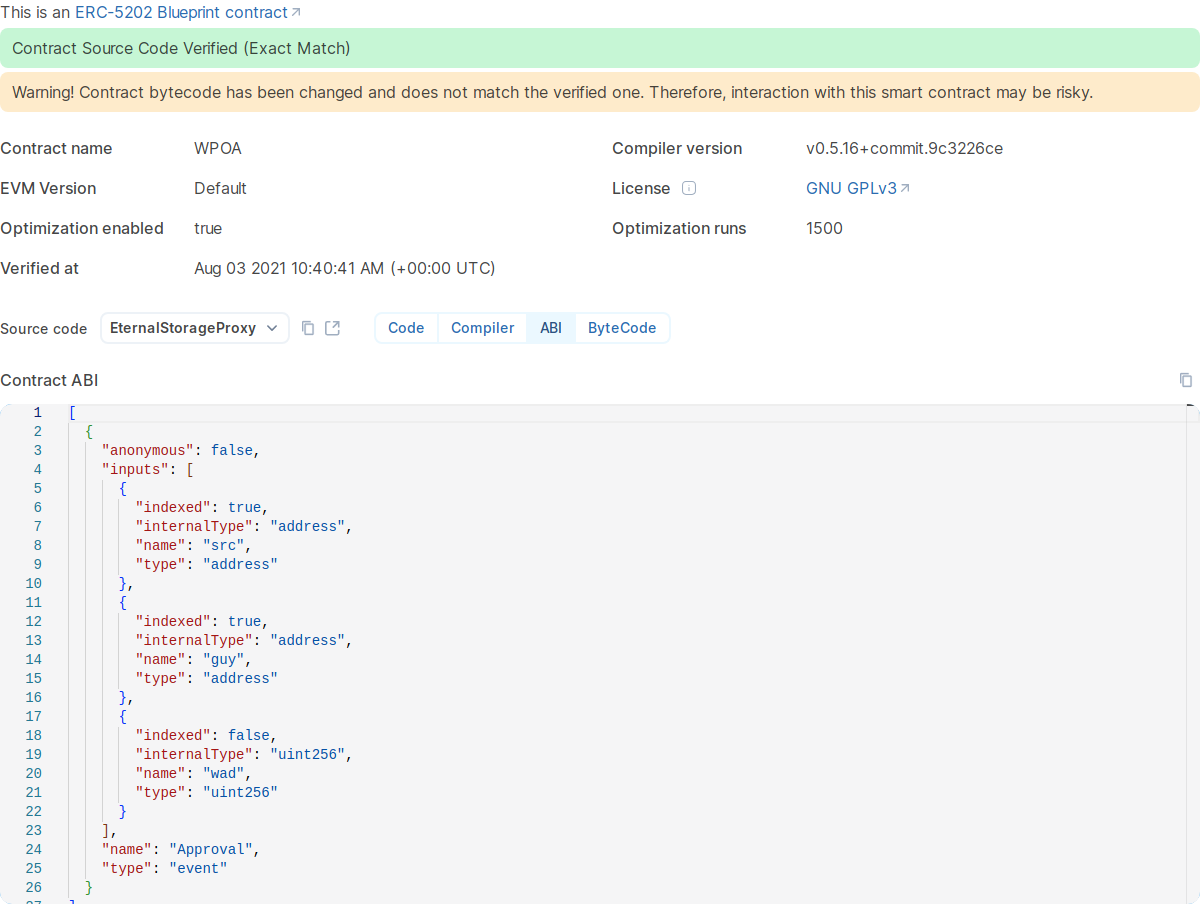 This is an ERC-5202 Blueprint contract
Contract Source Code Verified (Exact Match)
Warning! Contract bytecode has been changed and does not match the verified one. Therefore, interaction with this smart contract may be risky.
Contract name WPOA Compiler version v0.5.16+commit.9c3226ce
EVM Version Default License GNU GPLv3
Optimization enabled true Optimization runs 1500
Verified at Aug 03 2021 10:40:41 AM (+00:00 UTC)
Source code EternalStorageProxy Code Compiler ABI ByteCode
Contract ABI
1 [
2 {
3 "anonymous": false,
4 "inputs": [
5 {
6 "indexed": true,
7 "internalType": "address",
8 "name": "src",
9 "type": "address"
10 },
11 {
12 "indexed": true,
13 "internalType": "address",
14 "name": "guy",
15 "type": "address"
16 },
17 {
18 "indexed": false,
19 "internalType": "uint256",
20 "name": "wad",
21 "type": "uint256"
22 }
23 ],
24 "name": "Approval",
25 "type": "event"
26 }